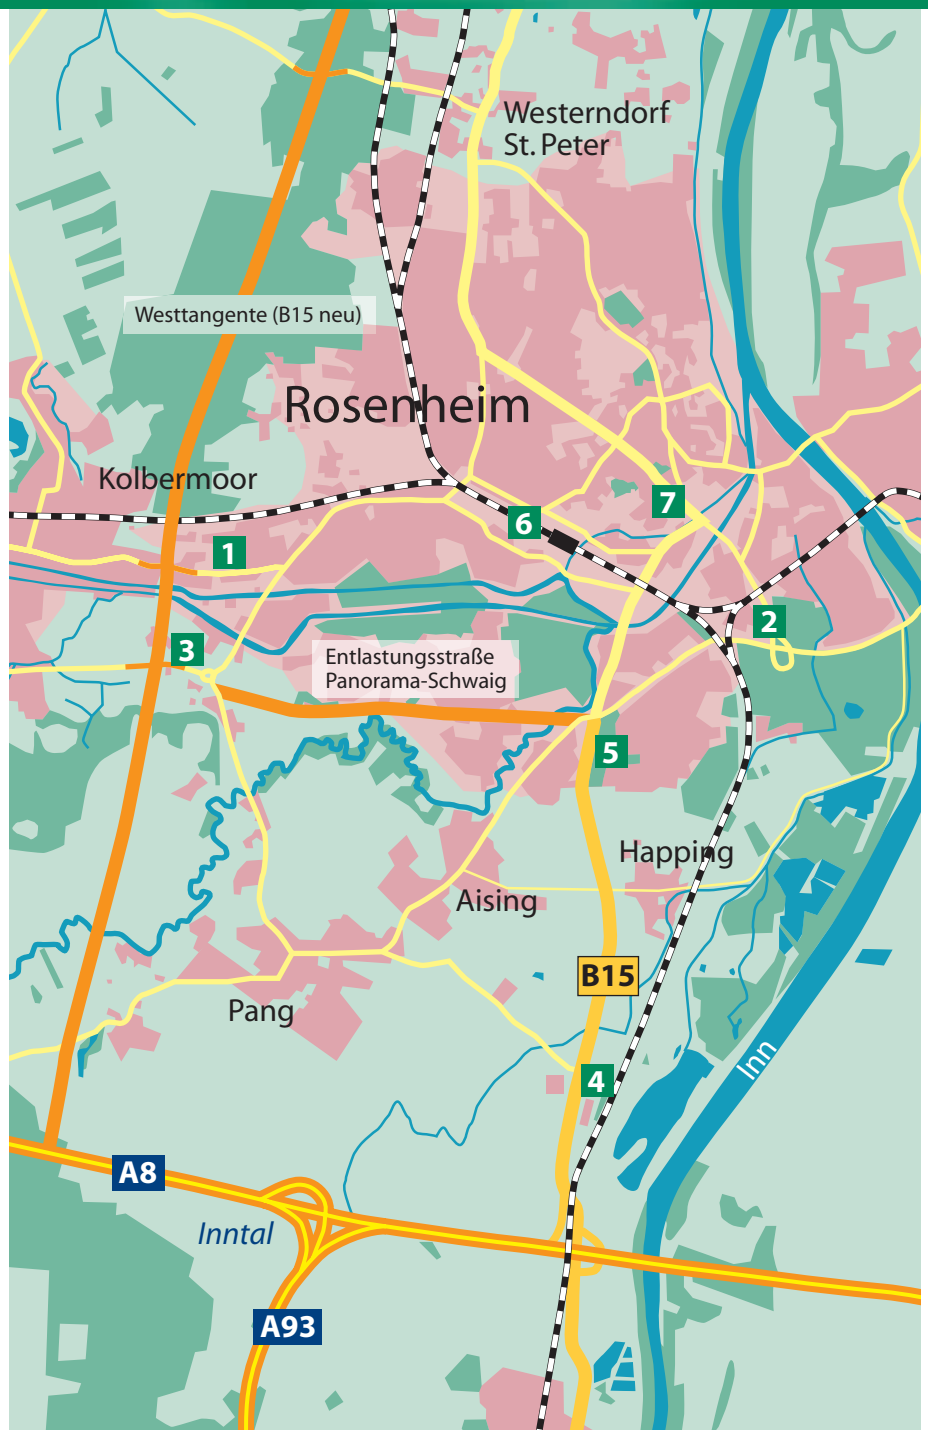 Westerndorf
St. Peter
Westtangente (B15 neu)
Rosenheim
Kolbermoor
7
6
1
2
3
Entlastungsstraße
Panorama-Schwaig
5
Happing
Aising
B15
Pang
Inn
4
A8
Inntal
A93